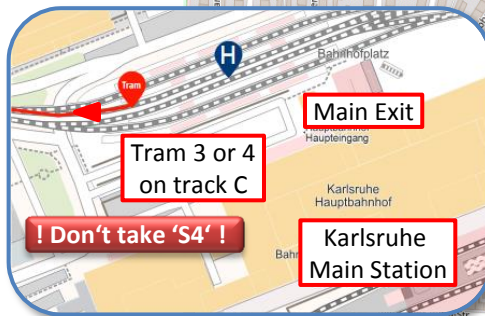 H
Bahnhofplatz
Tram
Main Exit
Haupteingang
Tram 3 or 4
on track C
Karlsruhe
Hauptbahnhof
! Don‘t take ‘S4‘ !
Karlsruhe
Main Station